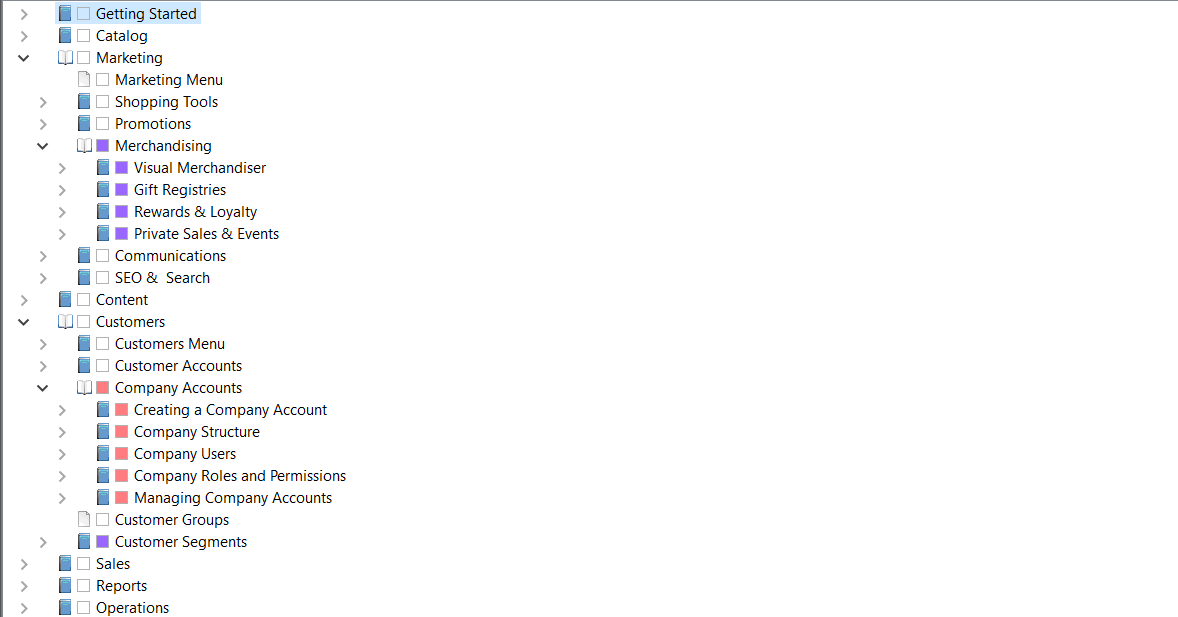 Getting Started
Catalog
Marketing
Marketing Menu
Shopping Tools
Promotions
Merchandising
Visual Merchandiser
Gift Registries
Rewards & Loyalty
Private Sales & Events
Communications
SEO &  Search
Content
Customers
Customers Menu
Customer Accounts
Company Accounts
Creating a Company Account
Company Structure
Company Users
Company Roles and Permissions
Managing Company Accounts
Customer Groups
Customer Segments
Sales
Reports
Operations